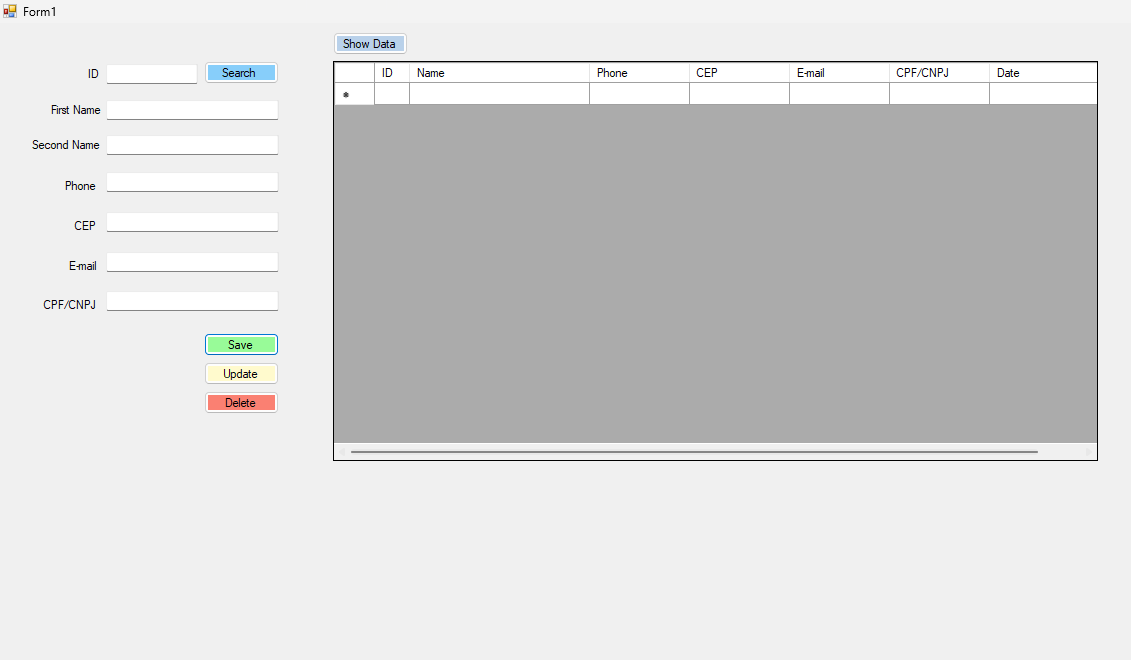 Form1
Show Data
ID Search
First Name
Second Name
Phone
CEP
E-mail
CPF/CNPJ
Save
Update
Delete
ID Name Phone CEP E-mail CPF/CNPJ Date